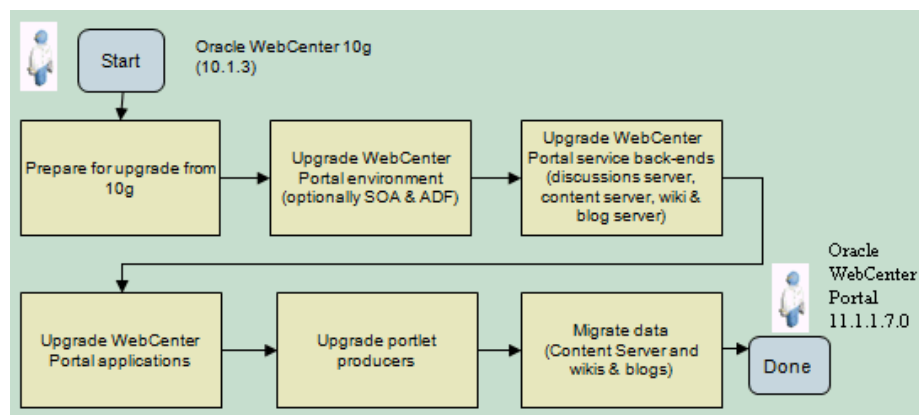 Start
Oracle WebCenter 10g
(10.1.3)
Prepare for upgrade from
10g
Upgrade WebCenter
Portal environment
(optionally SOA & ADF)
Upgrade WebCenter
Portal service back-ends
(discussions server,
content server, wiki &
blog server)
Upgrade WebCenter
Portal applications
Upgrade portlet
producers
Migrate data
(Content Server and
wikis & blogs)
Oracle
WebCenter
Portal
11.1.1.7.0
Done